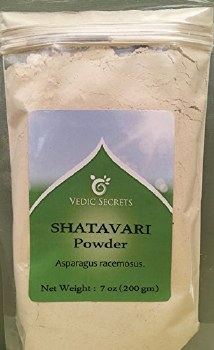 VEDIC SECRETS
SHATAVARI
Powder
Asparagus racemosus.
Net Weight : 7 oz (200 gm)